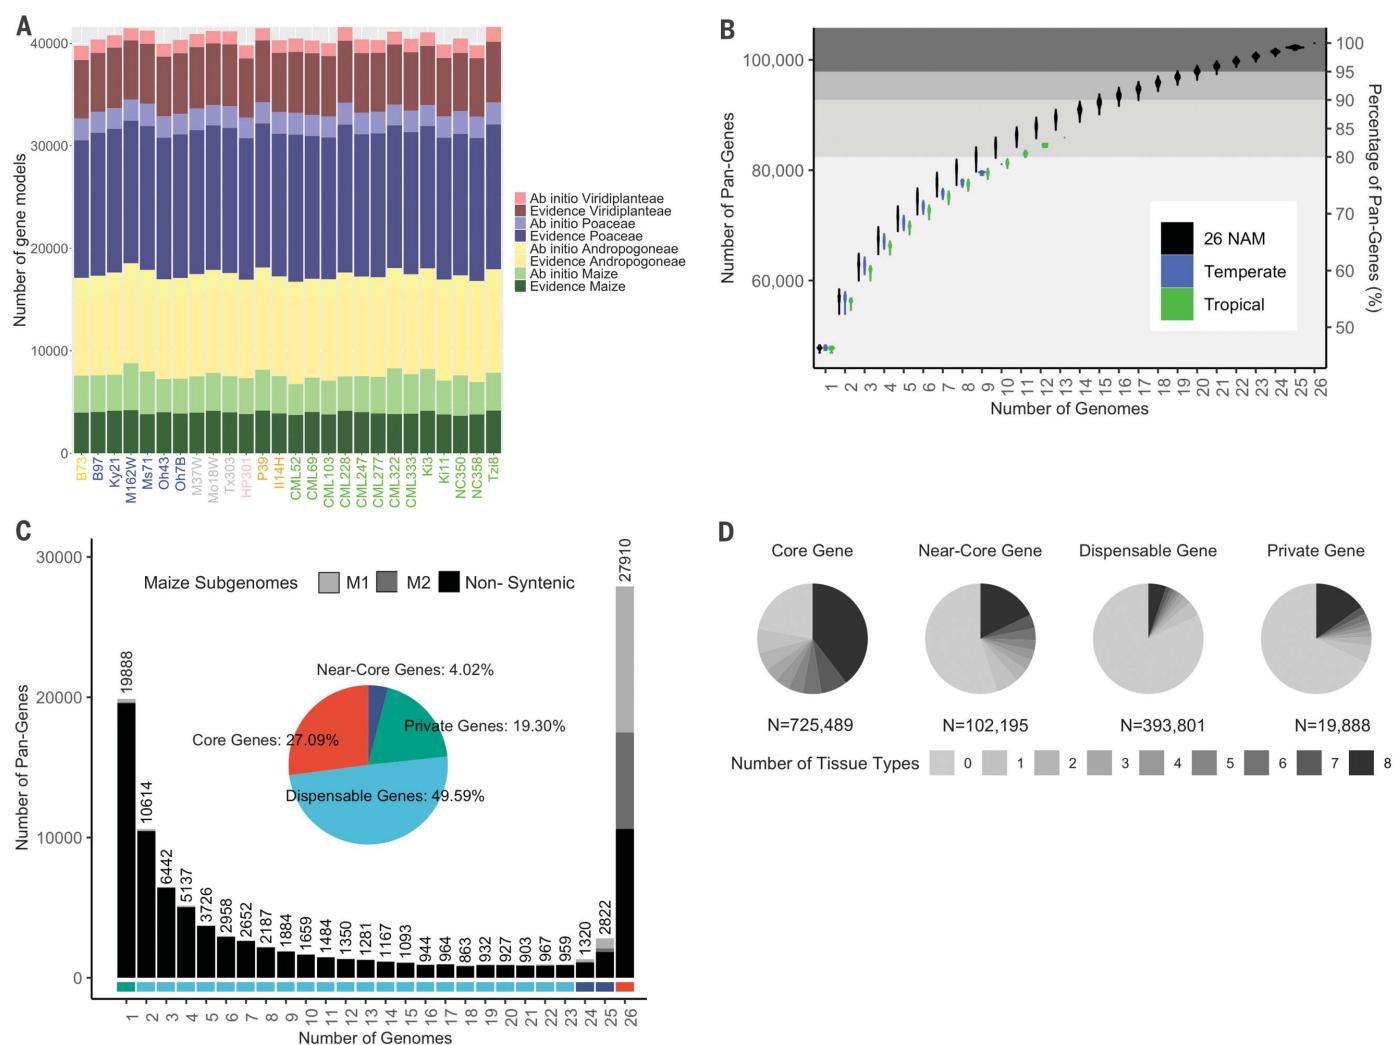 A
Number of gene models
40000
30000
20000
10000
0
B73
B97
Ky21
M162W
Ms71
Oh43
Oh7B
M37W
Mo18W
Tx303
HP301
P39
Il14H
CML52
CML69
CML103
CML228
CML247
CML277
CML322
CML333
Ki3
Ki11
NC350
NC358
Tzi8
Ab initio Viridiplanteae
Evidence Viridiplanteae
Ab initio Poaceae
Evidence Poaceae
Ab initio Andropogoneae
Evidence Andropogoneae
Ab initio Maize
Evidence Maize
B
Number of Pan-Genes
100,000
80,000
60,000
100
95
90
85
80
70
60
50
Percentage of Pan-Genes (%)
26 NAM
Temperate
Tropical
1 2 3 4 5 6 7 8 9 10 11 12 13 14 15 16 17 18 19 20 21 22 23 24 25 26
Number of Genomes
C
Number of Pan-Genes
30000
20000
10000
0
Maize Subgenomes M1 M2 Non- Syntenic
Near-Core Genes: 4.02%
Private Genes: 19.30%
Core Genes: 27.09%
Dispensable Genes: 49.59%
19888
10614
6442
5137
3726
2958
2652
2187
1884
1659
1484
1350
1281
1167
1093
944
964
863
932
927
903
967
959
1320
2822
27910
1 2 3 4 5 6 7 8 9 10 11 12 13 14 15 16 17 18 19 20 21 22 23 24 25 26
Number of Genomes
D
Core Gene
Near-Core Gene
Dispensable Gene
Private Gene
N=725,489
N=102,195
N=393,801
N=19,888
Number of Tissue Types 0 1 2 3 4 5 6 7 8